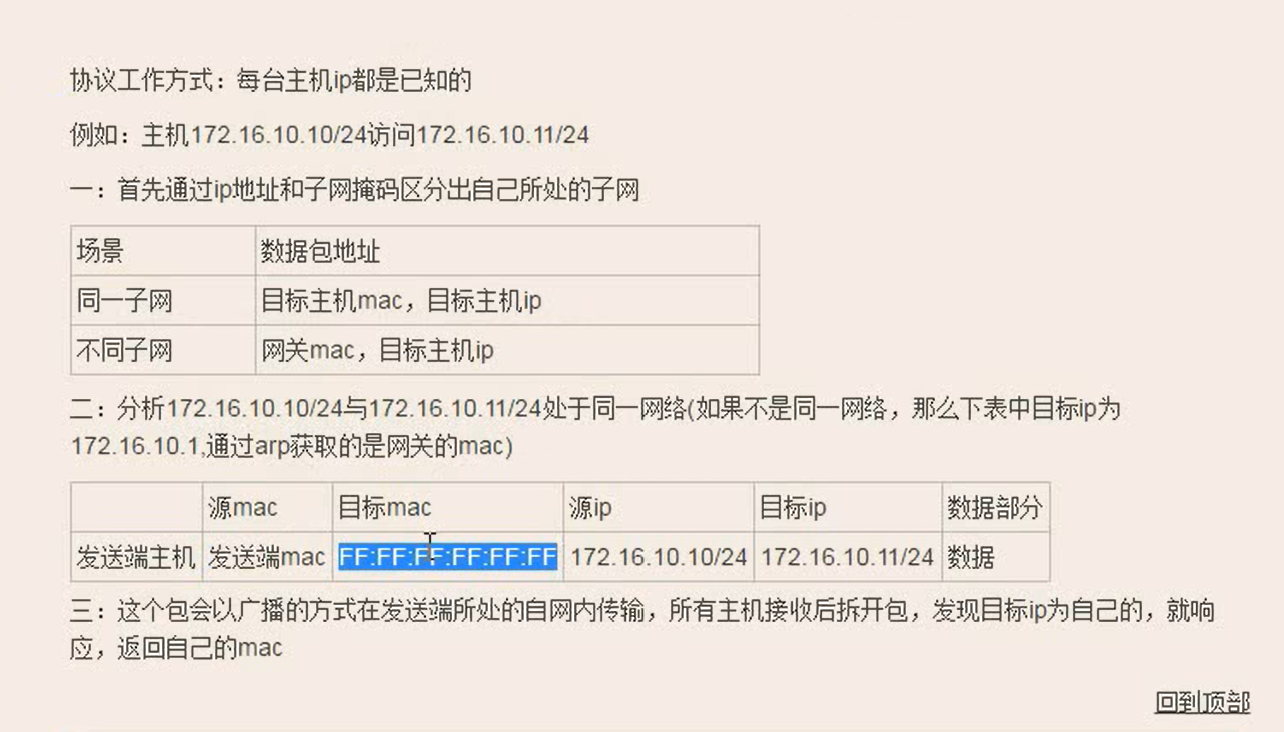 协议工作方式：每台主机ip都是已知的
例如：主机172.16.10.10/24访问172.16.10.11/24
一：首先通过ip地址和子网掩码区分出自己所处的子网
场景 数据包地址
同一子网 目标主机mac，目标主机ip
不同子网 网关mac，目标主机ip
二：分析172.16.10.10/24与172.16.10.11/24处于同一网络(如果不是同一网络，那么下表中目标ip为
172.16.10.1,通过arp获取的是网关的mac)
源mac 目标mac 源ip 目标ip 数据部分
发送端主机 发送端mac FF:FF:FF:FF:FF:FF 172.16.10.10/24 172.16.10.11/24 数据
三：这个包会以广播的方式在发送端所处的自网内传输，所有主机接收后拆开包，发现目标ip为自己的，就响
应，返回自己的mac
回到顶部